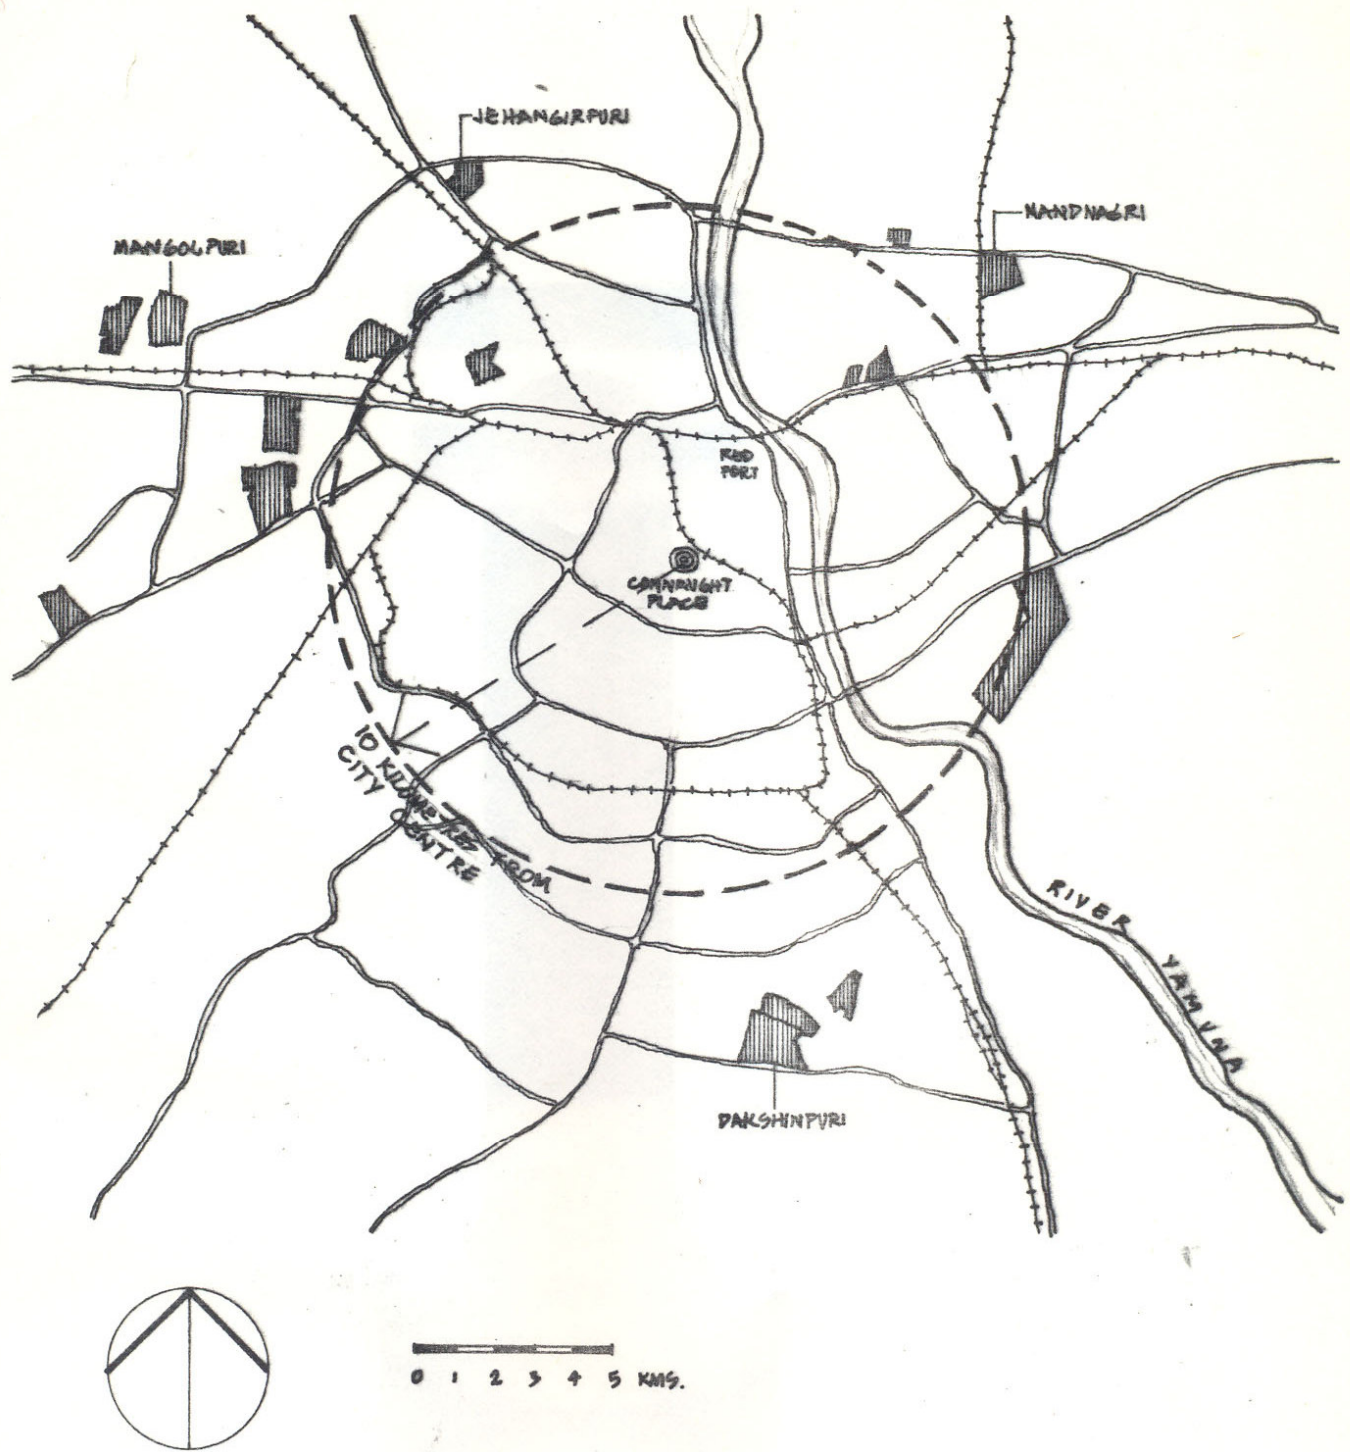 JEHANGIRPURI
NANDNAGRI
MANGOLPURI
RED
FORT
CONNAUGHT
PLACE
10 KILOMETRES FROM
CITY CENTRE
RIVER YAMUNA
DAKSHINPURI
0 1 2 3 4 5 KMS.